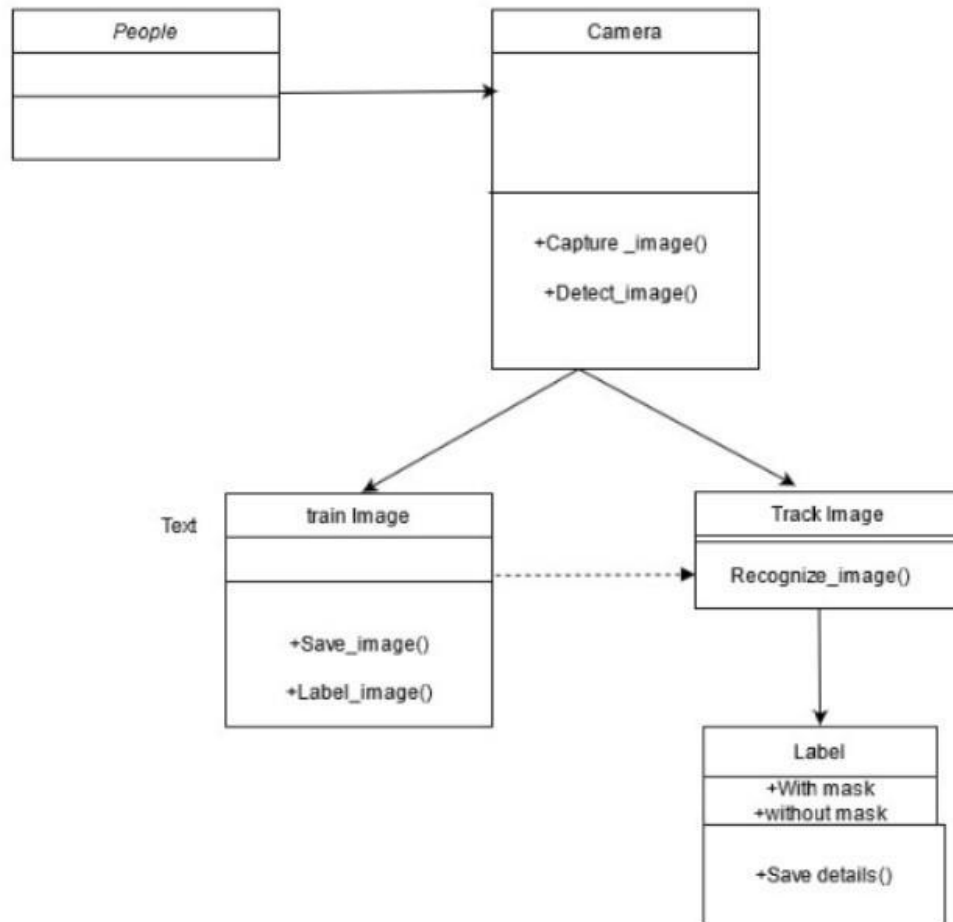 People
Camera
+Capture _image()
+Detect_image()
Text
train Image
+Save_image()
+Label_image()
Track Image
Recognize_image()
Label
+With mask
+without mask
+Save details()